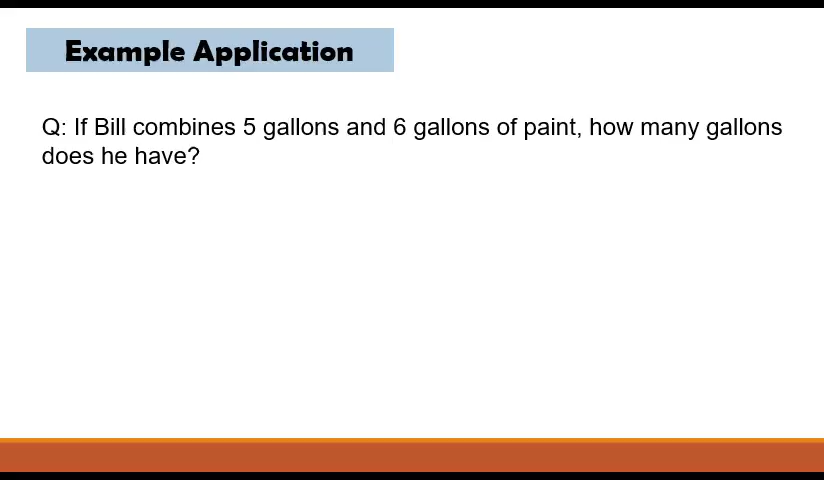 Example Application
Q: If Bill combines 5 gallons and 6 gallons of paint, how many gallons
does he have?